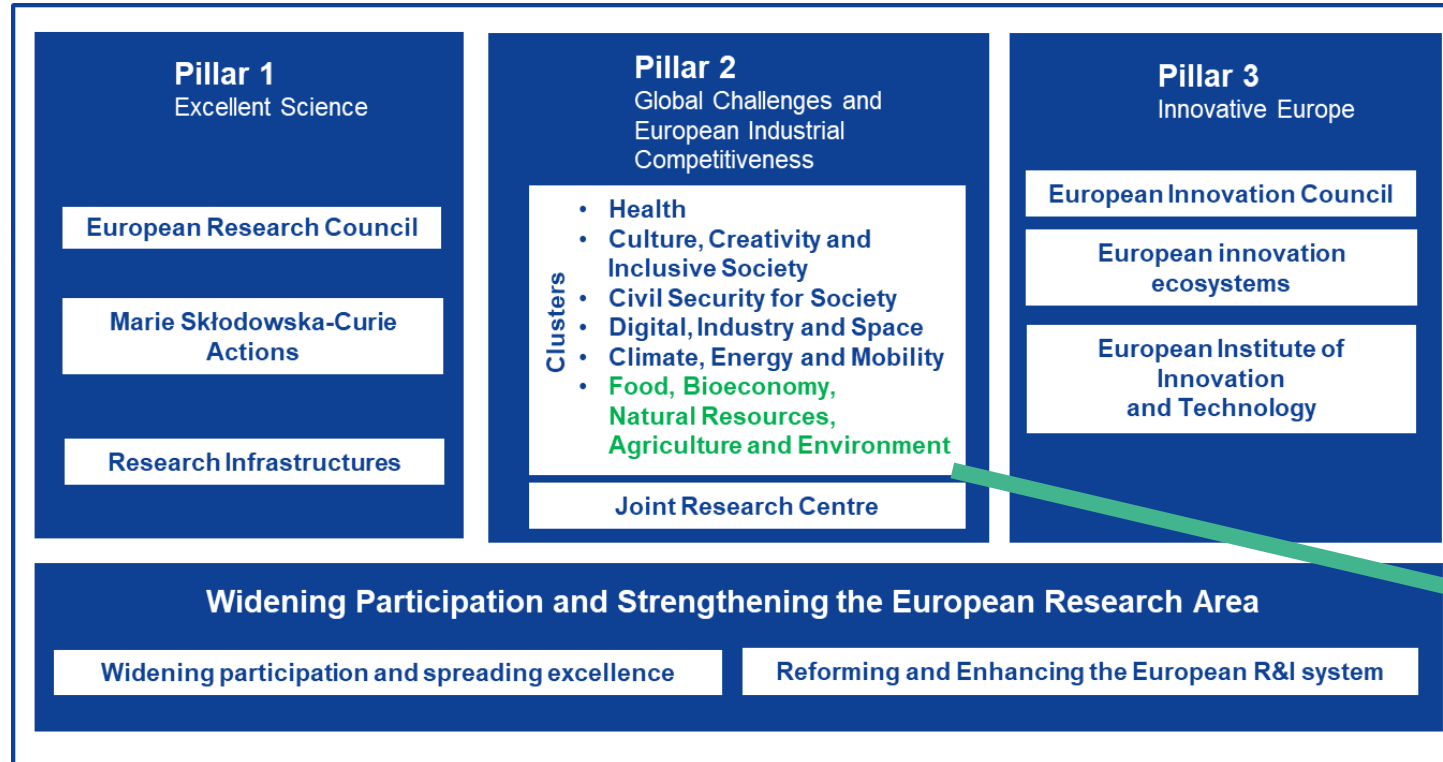 Pillar 1
Excellent Science
European Research Council
Marie Skłodowska-Curie
Actions
Research Infrastructures
Pillar 2
Global Challenges and
European Industrial
Competitiveness
Clusters
• Health
• Culture, Creativity and
Inclusive Society
• Civil Security for Society
• Digital, Industry and Space
• Climate, Energy and Mobility
• Food, Bioeconomy,
Natural Resources,
Agriculture and Environment
Joint Research Centre
Pillar 3
Innovative Europe
European Innovation Council
European innovation
ecosystems
European Institute of
Innovation
and Technology
Widening Participation and Strengthening the European Research Area
Widening participation and spreading excellence
Reforming and Enhancing the European R&I system